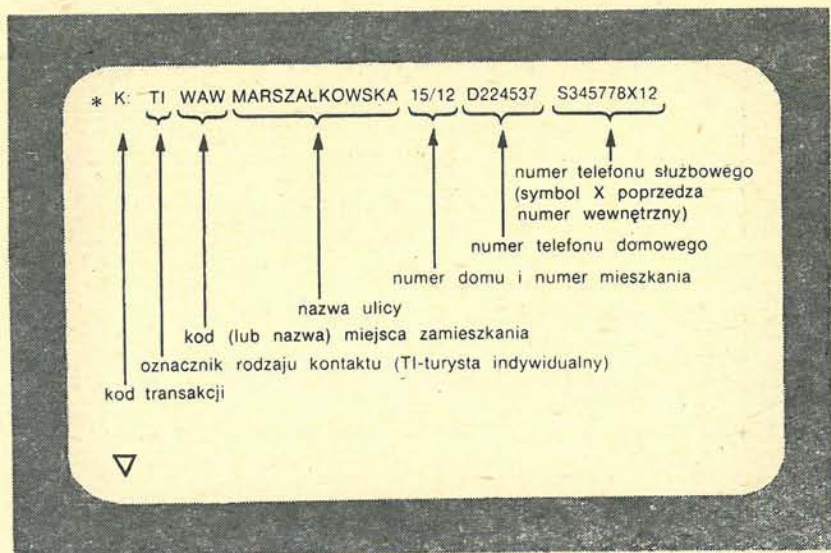 * K: TI WAW MARSZAŁKOWSKA 15/12 D224537 S345778X12
numer telefonu służbowego
(symbol X poprzedza
numer wewnętrzny)
numer telefonu domowego
numer domu i numer mieszkania
nazwa ulicy
kod (lub nazwa) miejsca zamieszkania
oznacznik rodzaju kontaktu (TI-turysta indywidualny)
kod transakcji